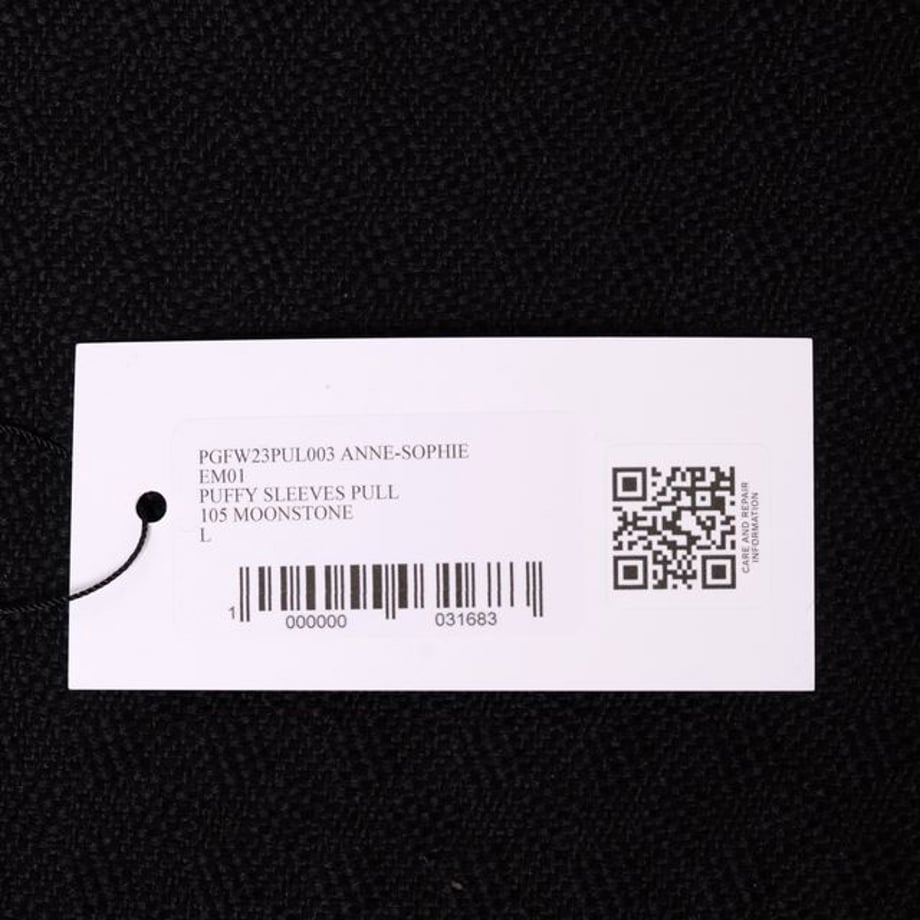 PGFW23PUL003 ANNE-SOPHIE
EM01
PUFFY SLEEVES PULL
105 MOONSTONE
L
1 000000 031683
CARE AND REPAIR
INFORMATION